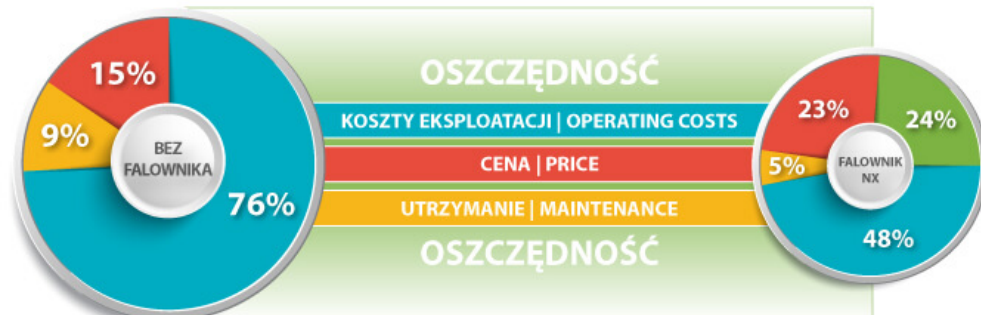 OSZCZĘDNOŚĆ
15%
9%
BEZ
FALOWNIKA
76%
KOSZTY EKSPLOATACJI | OPERATING COSTS
CENA | PRICE
UTRZYMANIE | MAINTENANCE
OSZCZĘDNOŚĆ
23%
24%
5%
FALOWNIK
NX
48%